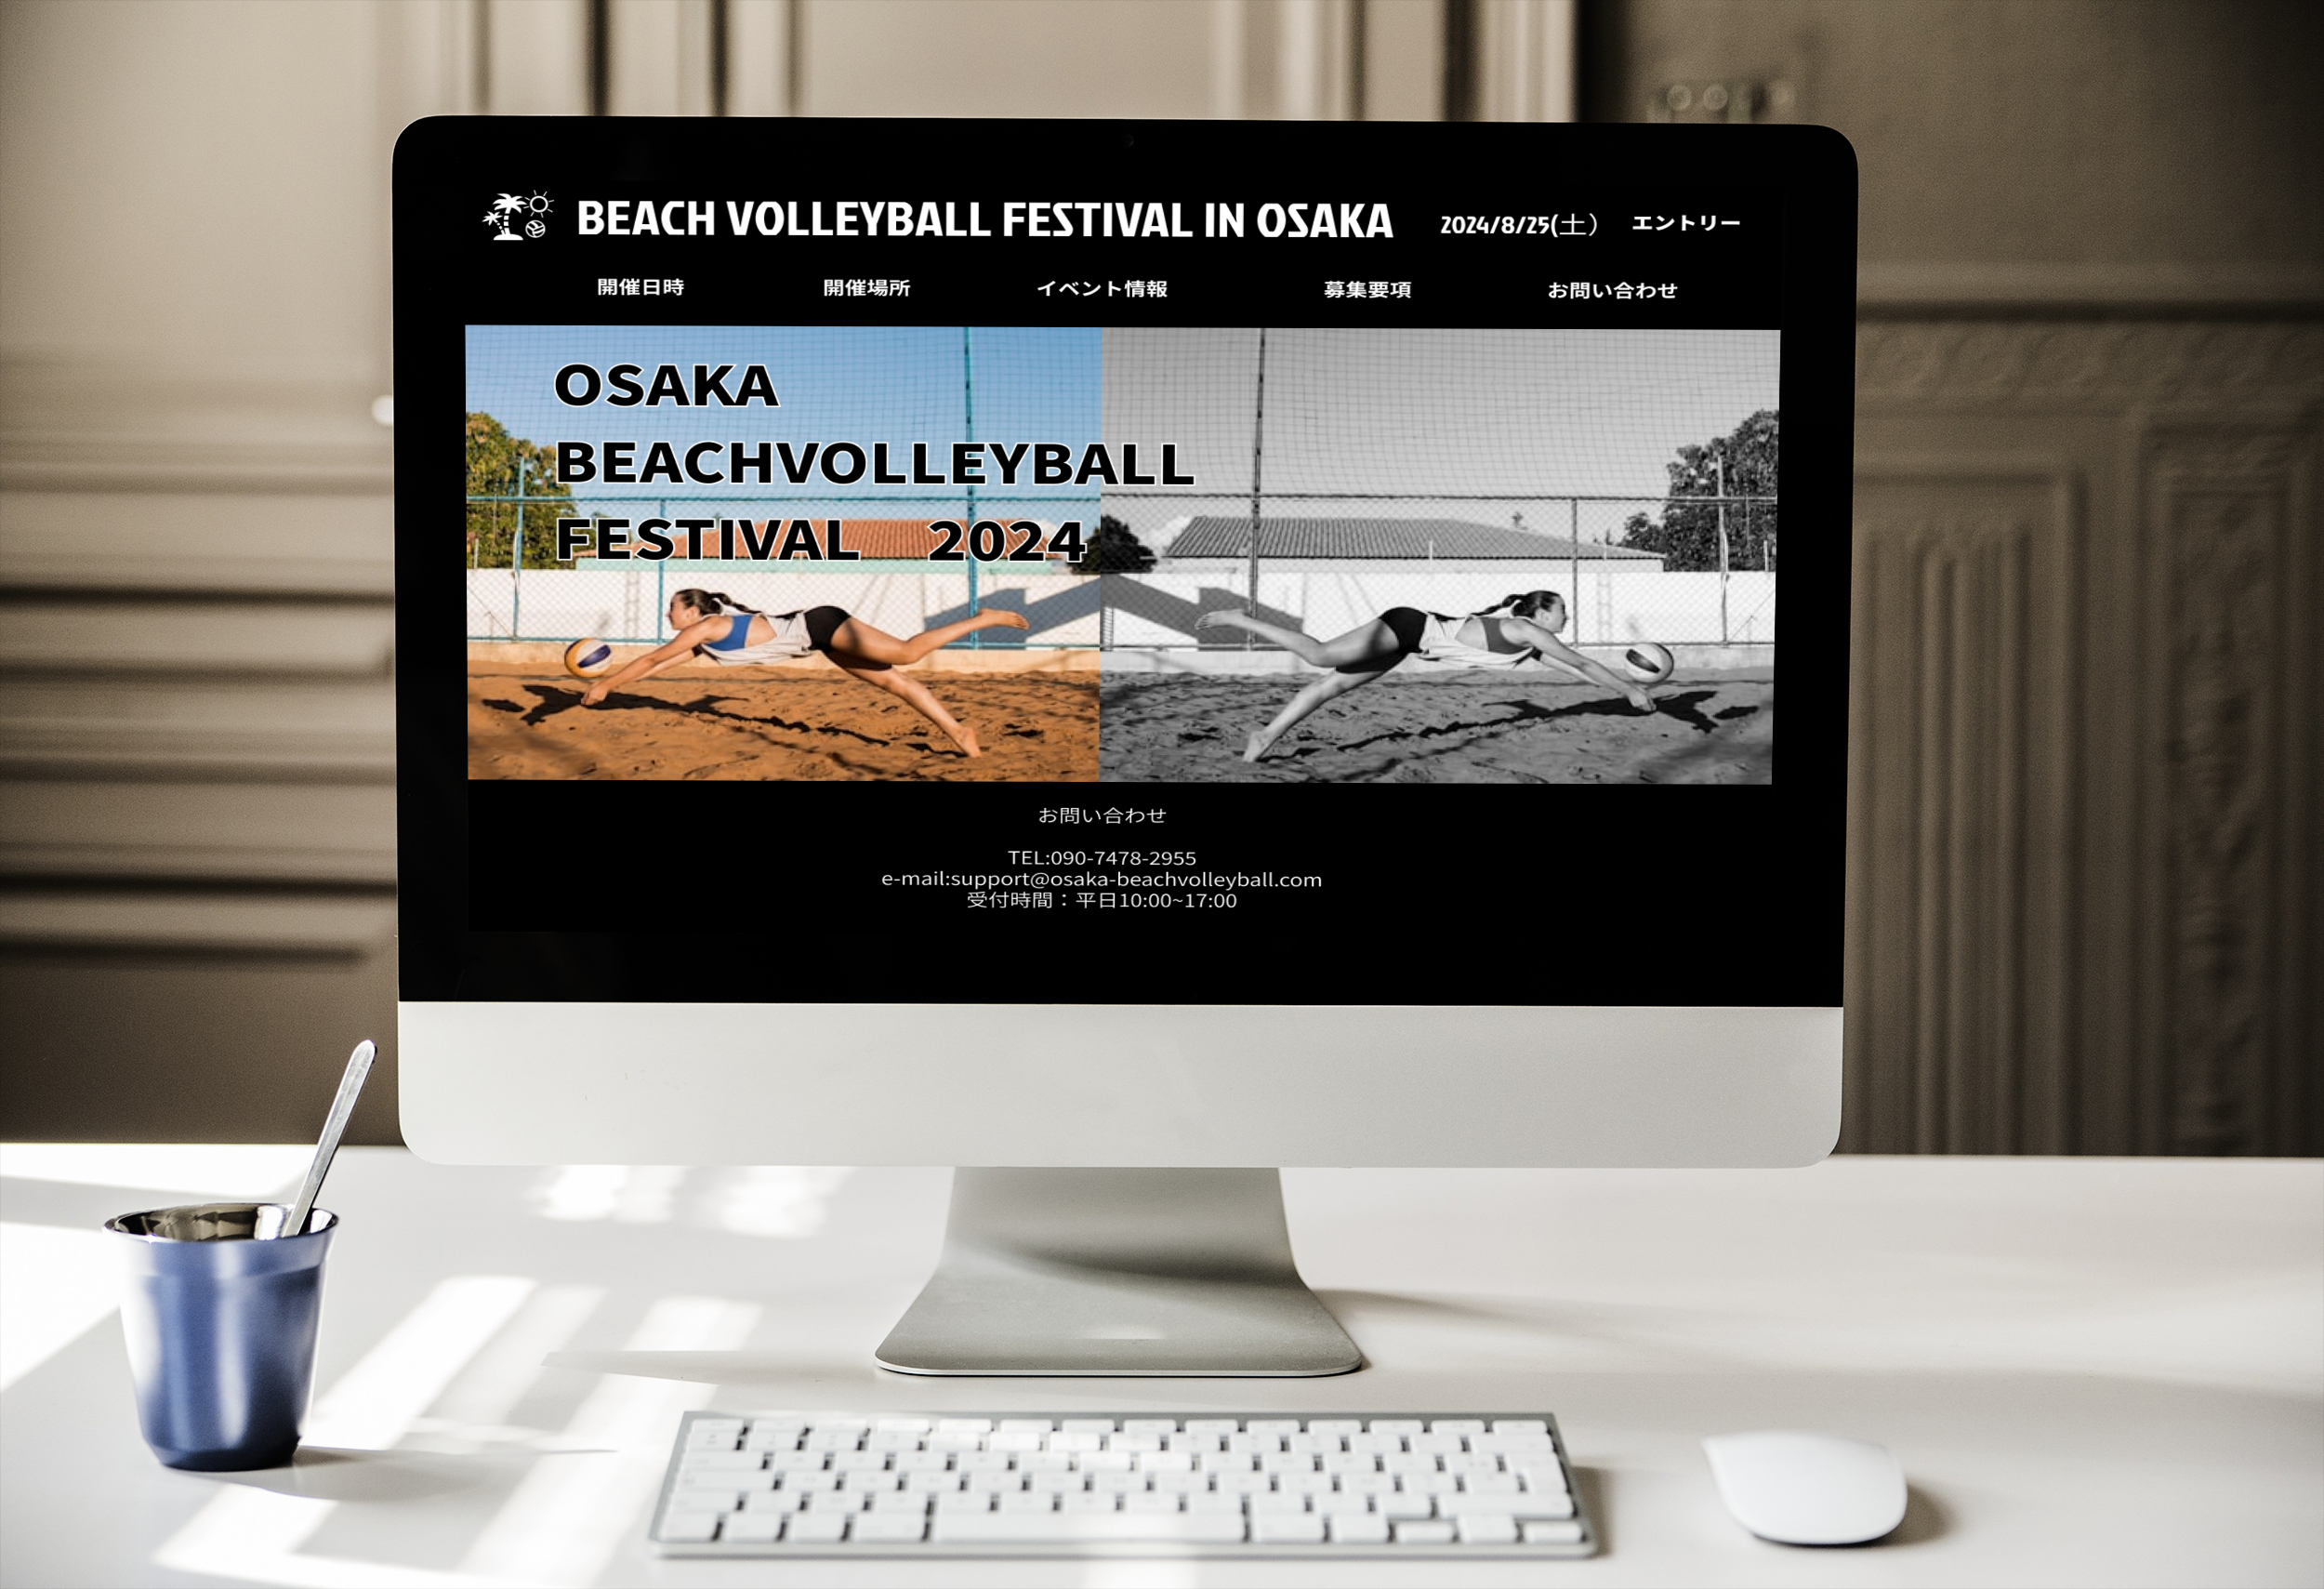 BEACH VOLLEYBALL FESTIVAL IN OSAKA 2024/8/25(土） エントリー
開催日時 開催場所 イベント情報 募集要項 お問い合わせ
OSAKA
BEACHVOLLEYBALL
FESTIVAL　2024
お問い合わせ
TEL:090-7478-2955
e-mail:support@osaka-beachvolleyball.com
受付時間：平日10:00~17:00